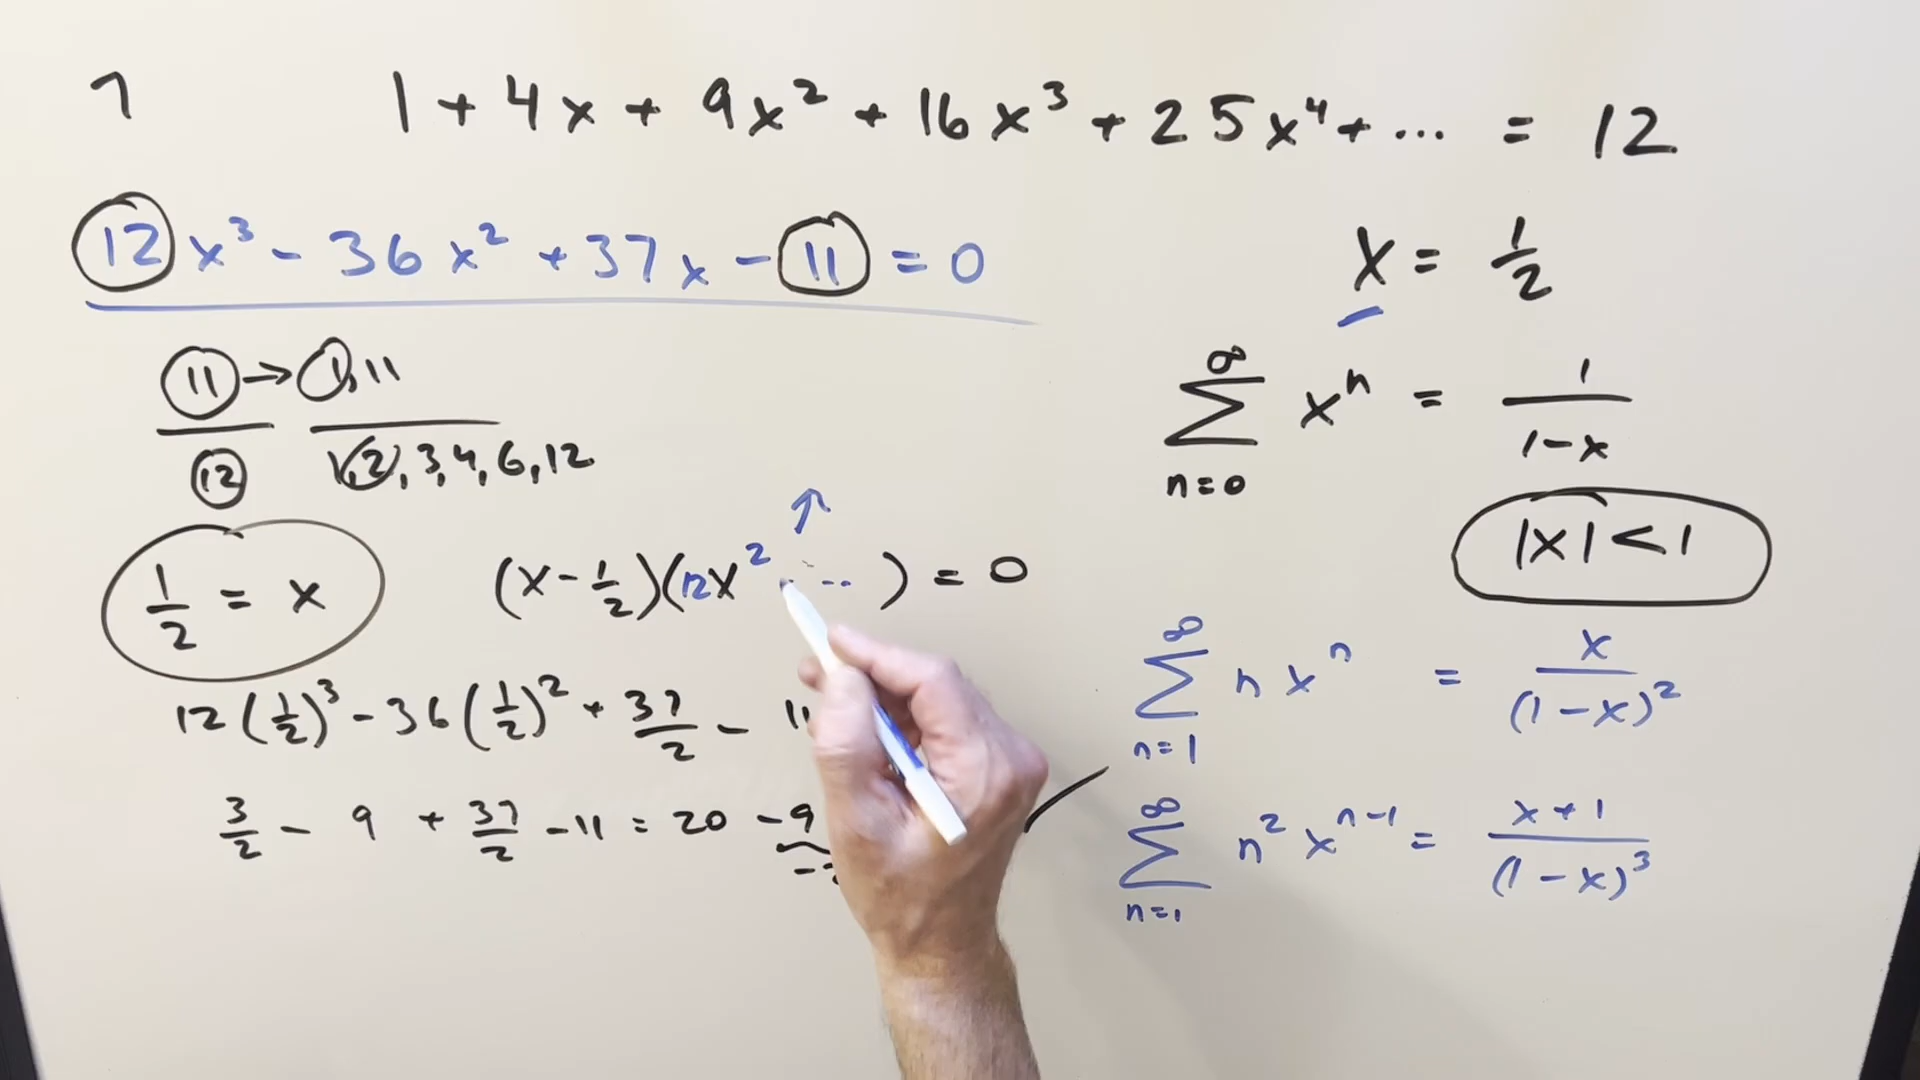 1 + 4x + 9x² + 16x³ + 25x⁴ + ... = 12
12x³ - 36x² + 37x - 11 = 0
x = 1/2
11 → 1, 11
12
1, 2, 3, 4, 6, 12
∞
∑ xⁿ = 1/(1-x)
n=0
|x| < 1
1/2 = x
(x - 1/2)(12x² ...) = 0
12(1/2)³ - 36(1/2)² + 37/2 - 11
3/2 - 9 + 37/2 - 11 = 20 - 9
∞
∑ n xⁿ = x/(1-x)²
n=1
∞
∑ n² xⁿ⁻¹ = x+1/(1-x)³
n=1